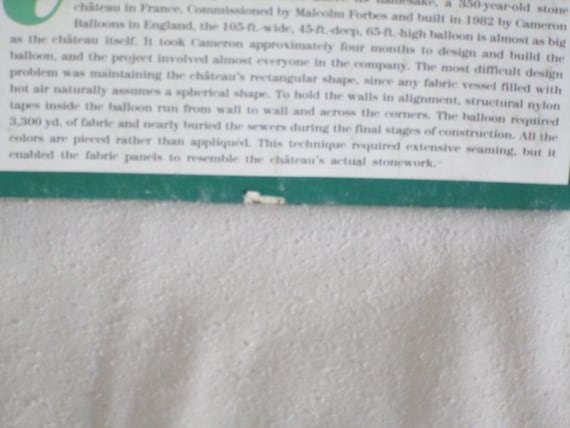 namesake, a 350-year-old stone
château in France. Commissioned by Malcolm Forbes and built in 1982 by Cameron
Balloons in England, the 105-ft.-wide, 45-ft.-deep, 65-ft.-high balloon is almost as big
as the château itself. It took Cameron approximately four months to design and build the
balloon, and the project involved almost everyone in the company. The most difficult design
problem was maintaining the château's rectangular shape, since any fabric vessel filled with
hot air naturally assumes a spherical shape. To hold the walls in alignment, structural nylon
tapes inside the balloon run from wall to wall and across the corners. The balloon required
3,300 yd. of fabric and nearly buried the sewers during the final stages of construction. All the
colors are pieced rather than appliquéd. This technique required extensive seaming, but it
enabled the fabric panels to resemble the château's actual stonework.